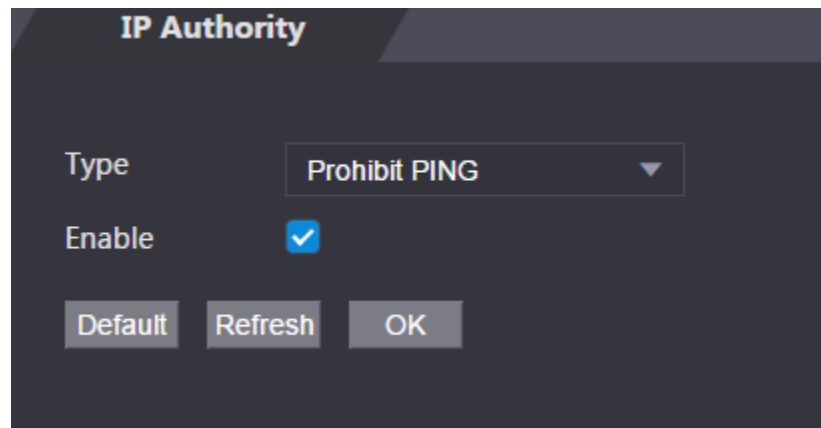 IP Authority
Type Prohibit PING
Enable
Default Refresh OK